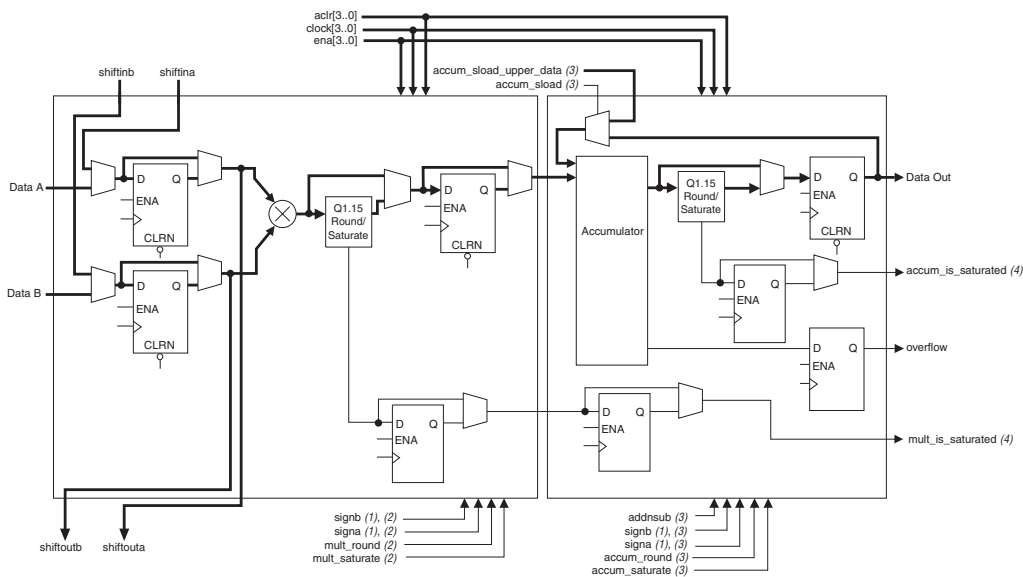 aclr[3..0]
clock[3..0]
ena[3..0]
shiftinb
shiftina
accum_sload_upper_data (3)
accum_sload (3)
Data A
D Q
ENA
CLRN
Q1.15
Round/
Saturate
D Q
ENA
CLRN
Accumulator
Q1.15
Round/
Saturate
D Q
ENA
CLRN
Data Out
Data B
D Q
ENA
CLRN
D Q
ENA
accum_is_saturated (4)
D Q
ENA
overflow
D Q
ENA
D Q
ENA
mult_is_saturated (4)
shiftoutb
shiftouta
signb (1), (2)
signa (1), (2)
mult_round (2)
mult_saturate (2)
addnsub (3)
signb (1), (3)
signa (1), (3)
accum_round (3)
accum_saturate (3)